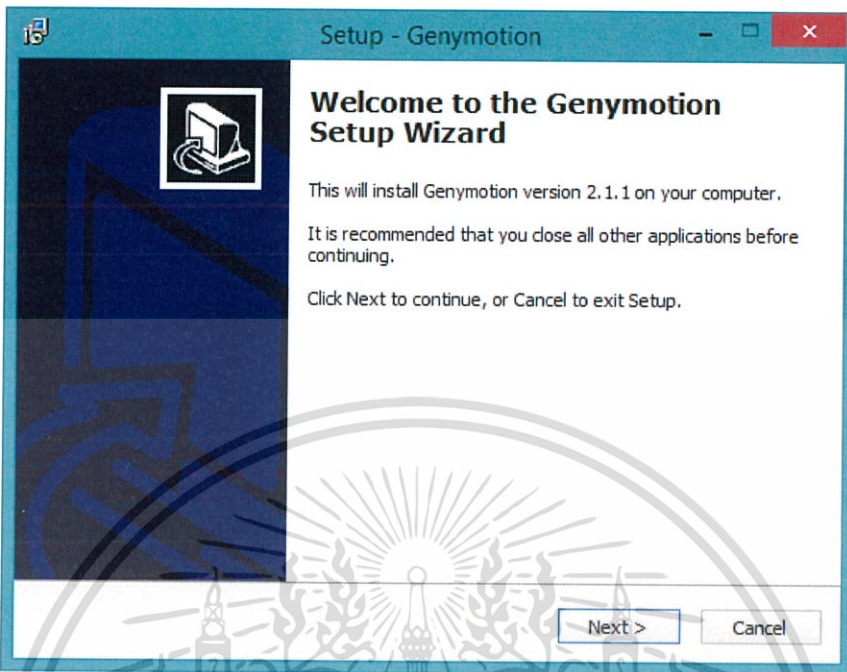 Setup - Genymotion
Welcome to the Genymotion
Setup Wizard
This will install Genymotion version 2.1.1 on your computer.
It is recommended that you close all other applications before
continuing.
Click Next to continue, or Cancel to exit Setup.
Next >
Cancel